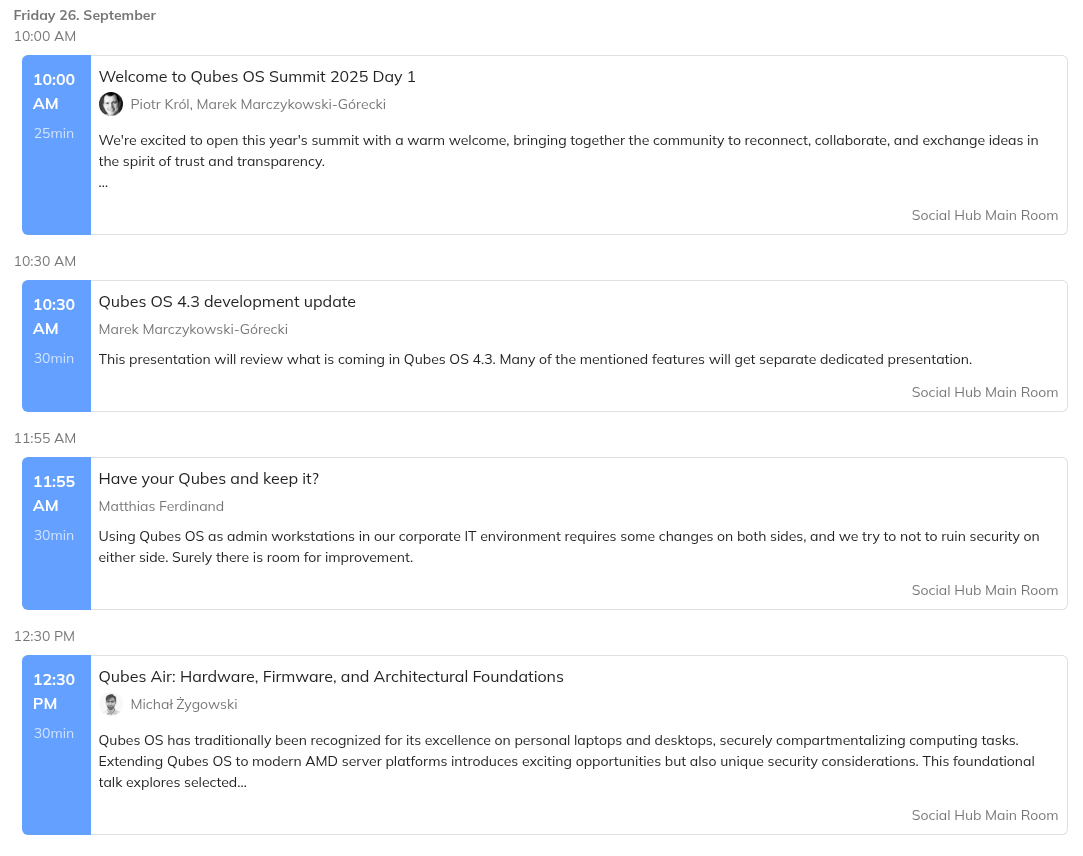 Friday 26. September
10:00 AM
10:00
AM
25min
Welcome to Qubes OS Summit 2025 Day 1
Piotr Król, Marek Marczykowski-Górecki
We're excited to open this year's summit with a warm welcome, bringing together the community to reconnect, collaborate, and exchange ideas in
the spirit of trust and transparency.
...
Social Hub Main Room
10:30 AM
10:30
AM
30min
Qubes OS 4.3 development update
Marek Marczykowski-Górecki
This presentation will review what is coming in Qubes OS 4.3. Many of the mentioned features will get separate dedicated presentation.
Social Hub Main Room
11:55 AM
11:55
AM
30min
Have your Qubes and keep it?
Matthias Ferdinand
Using Qubes OS as admin workstations in our corporate IT environment requires some changes on both sides, and we try to not to ruin security on
either side. Surely there is room for improvement.
Social Hub Main Room
12:30 PM
12:30
PM
30min
Qubes Air: Hardware, Firmware, and Architectural Foundations
Michał Żygowski
Qubes OS has traditionally been recognized for its excellence on personal laptops and desktops, securely compartmentalizing computing tasks.
Extending Qubes OS to modern AMD server platforms introduces exciting opportunities but also unique security considerations. This foundational
talk explores selected...
Social Hub Main Room